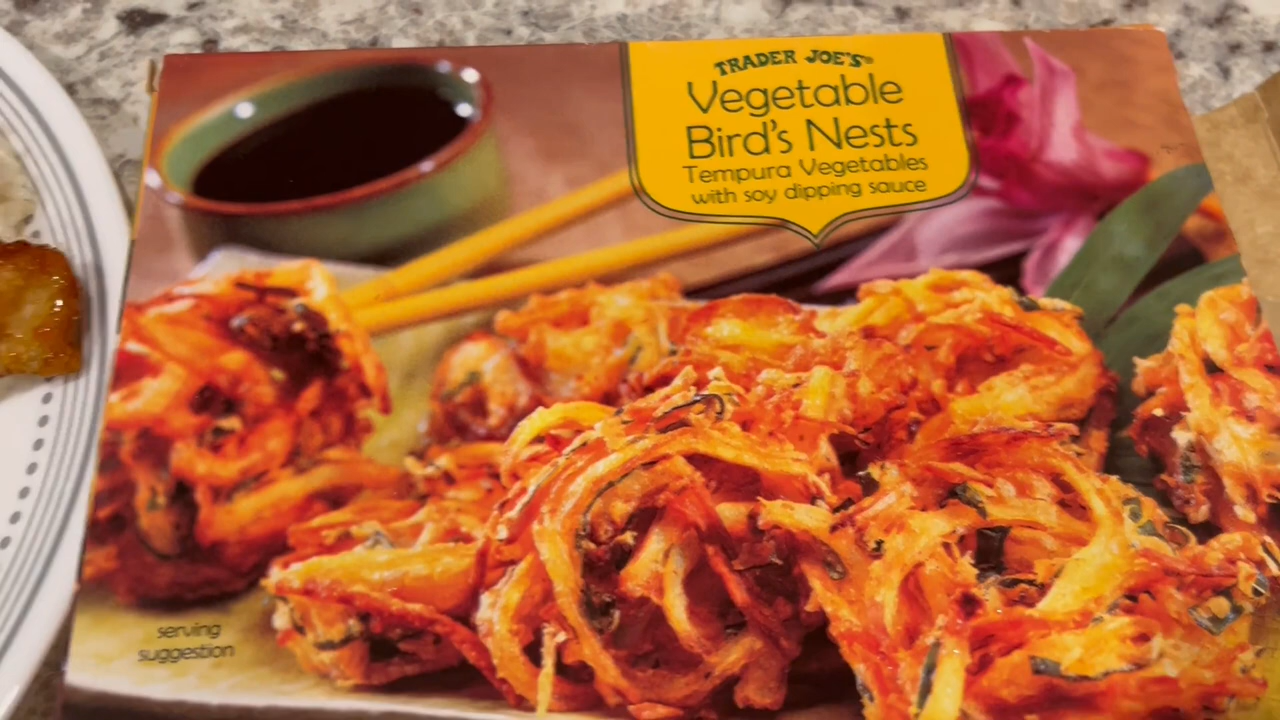 TRADER JOE'S®
Vegetable
Bird's Nests
Tempura Vegetables
with soy dipping sauce
serving
suggestion